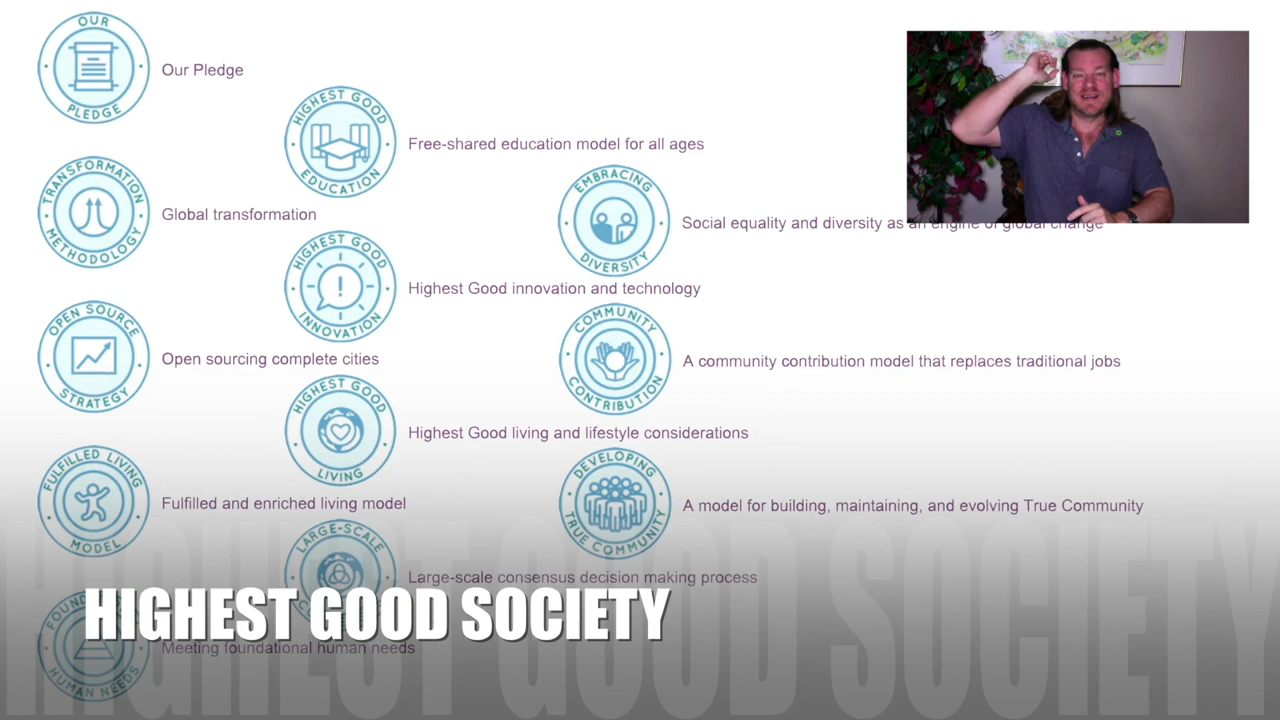 OUR
PLEDGE
Our Pledge
HIGHEST GOOD
EDUCATION
Free-shared education model for all ages
TRANSFORMATION
METHODOLOGY
Global transformation
EMBRACING
DIVERSITY
Social equality and diversity as an engine of global change
HIGHEST GOOD
INNOVATION
Highest Good innovation and technology
OPEN SOURCE
STRATEGY
Open sourcing complete cities
COMMUNITY
CONTRIBUTION
A community contribution model that replaces traditional jobs
HIGHEST GOOD
LIVING
Highest Good living and lifestyle considerations
FULFILLED LIVING
MODEL
Fulfilled and enriched living model
DEVELOPING
TRUE COMMUNITY
A model for building, maintaining, and evolving True Community
LARGE-SCALE
Large-scale consensus decision making process
HIGHEST GOOD SOCIETY
HUMAN NEEDS
Meeting foundational human needs
HIGHEST GOOD SOCIETY